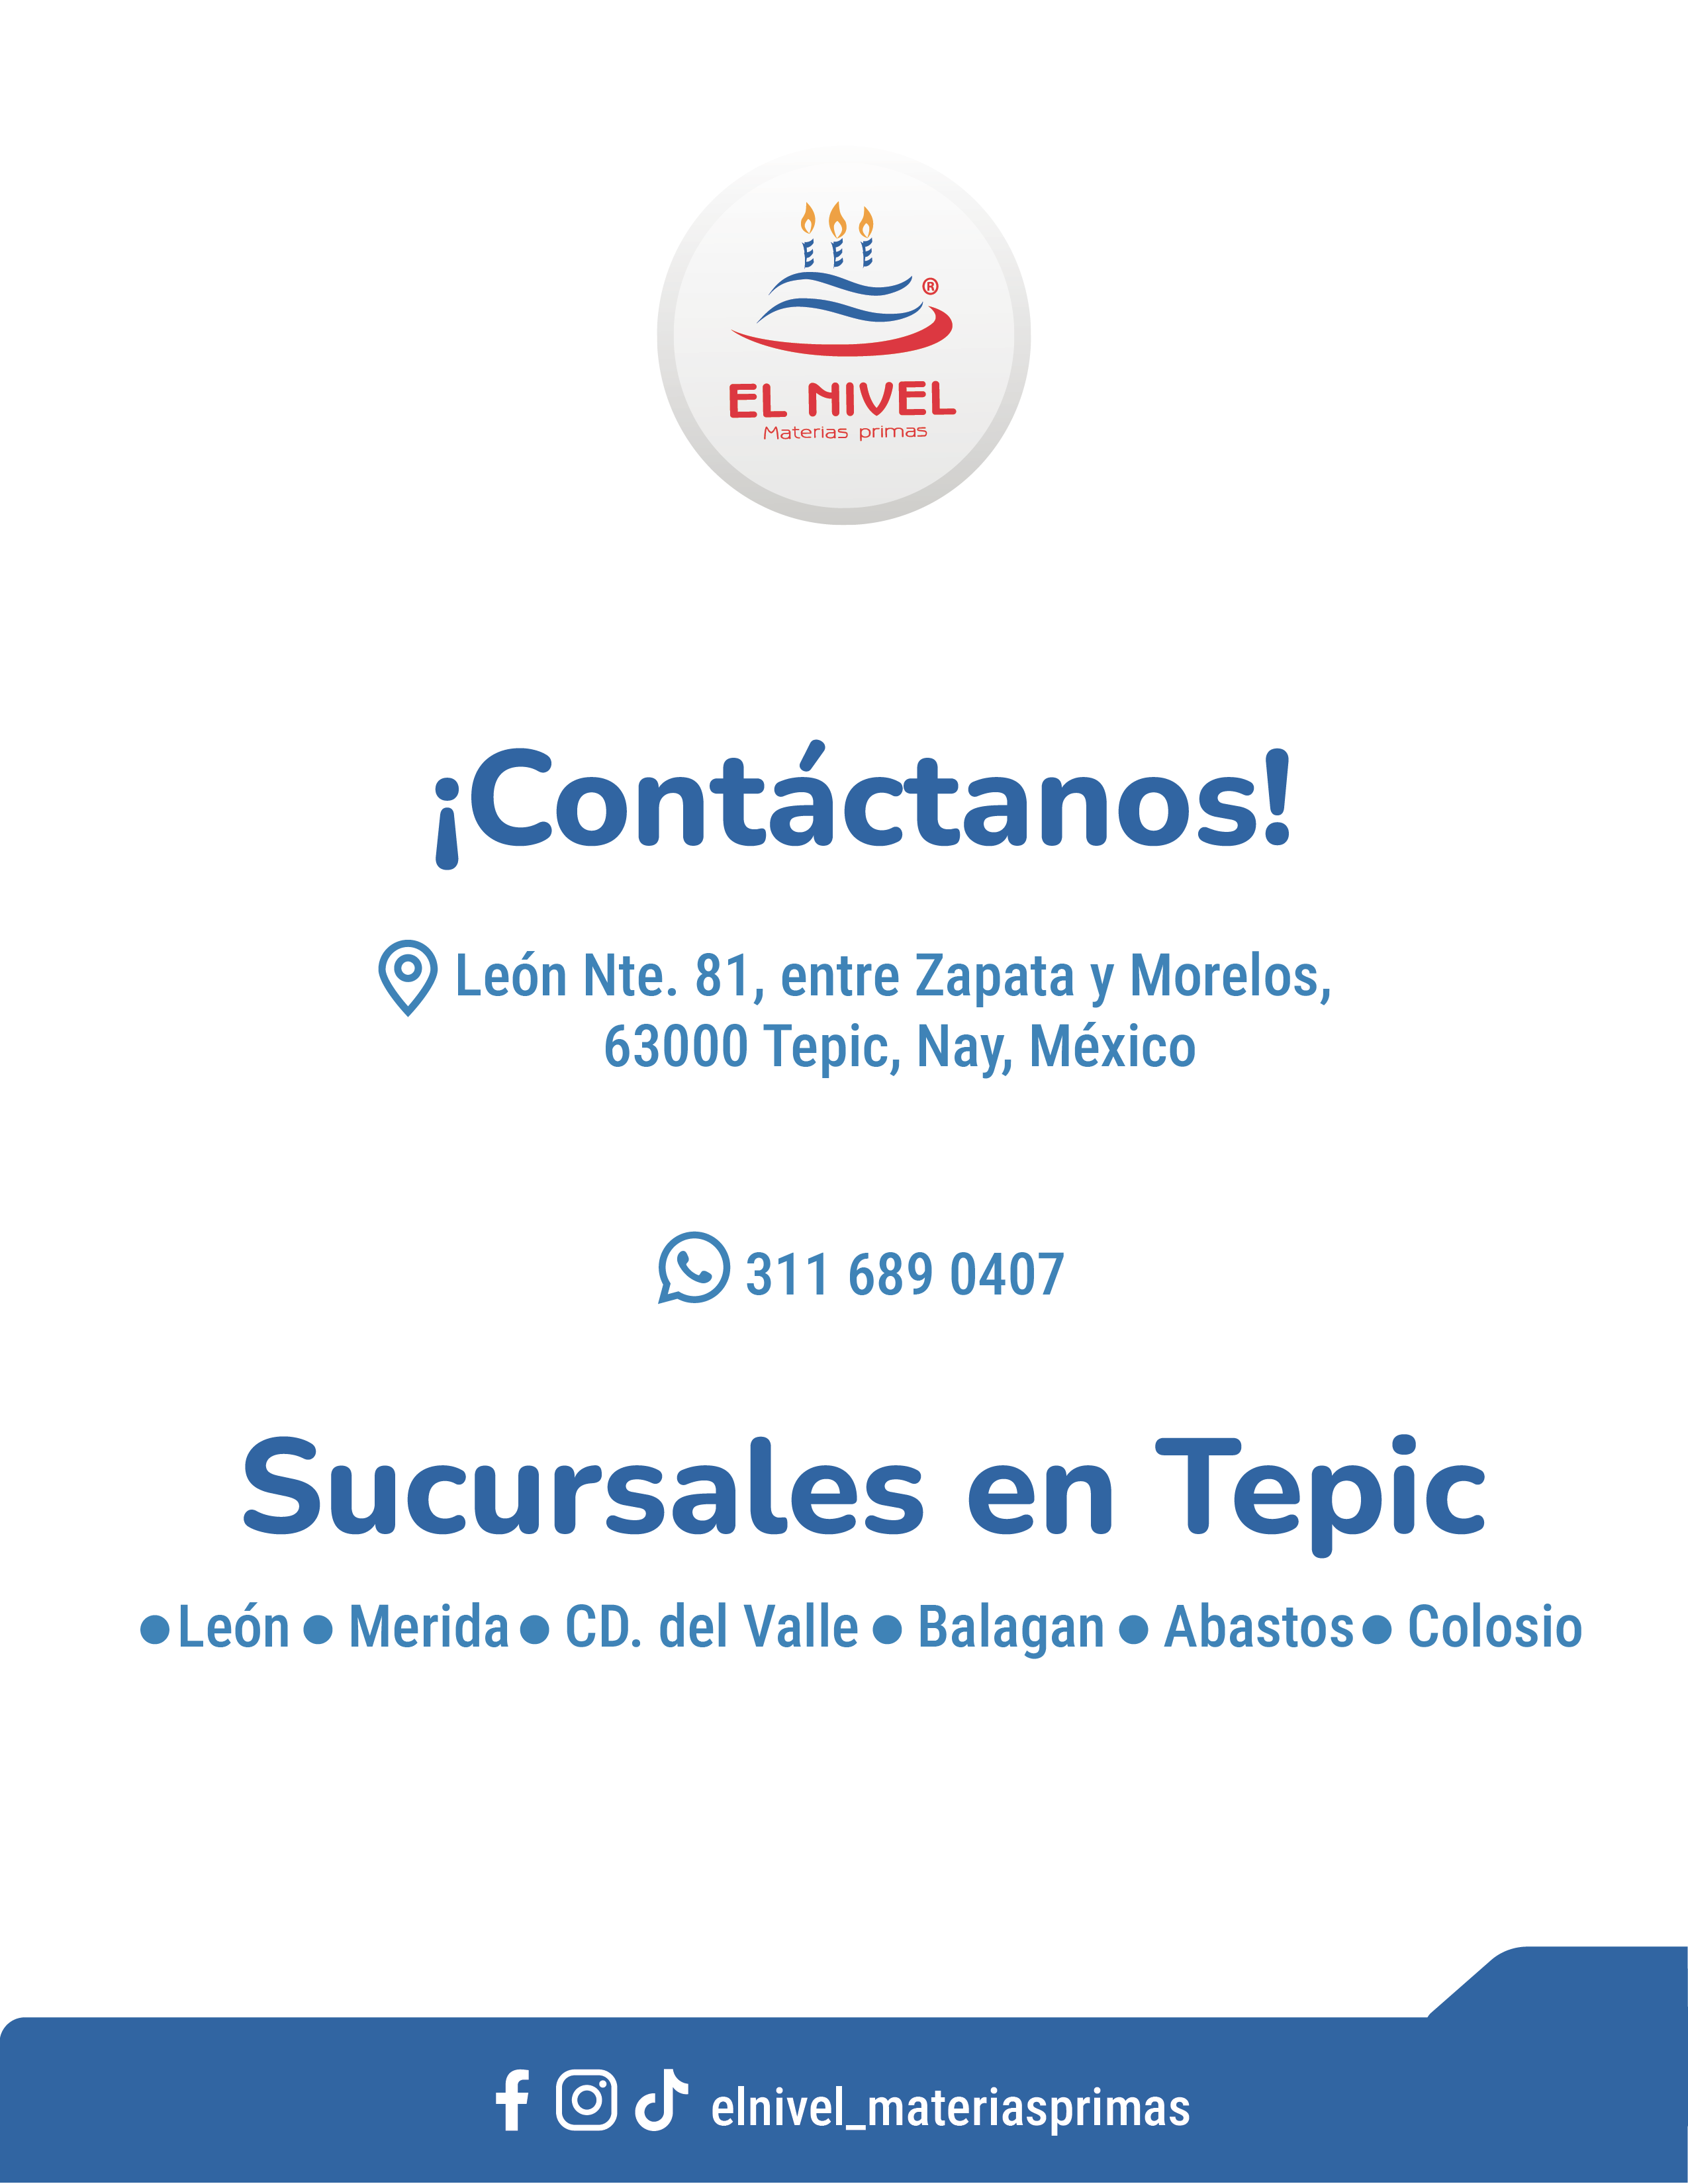 ®
EL NIVEL
Materias primas
¡Contáctanos!
León Nte. 81, entre Zapata y Morelos,
63000 Tepic, Nay, México
311 689 0407
Sucursales en Tepic
● León ● Merida ● CD. del Valle ● Balagan ● Abastos ● Colosio
elnivel_materiasprimas